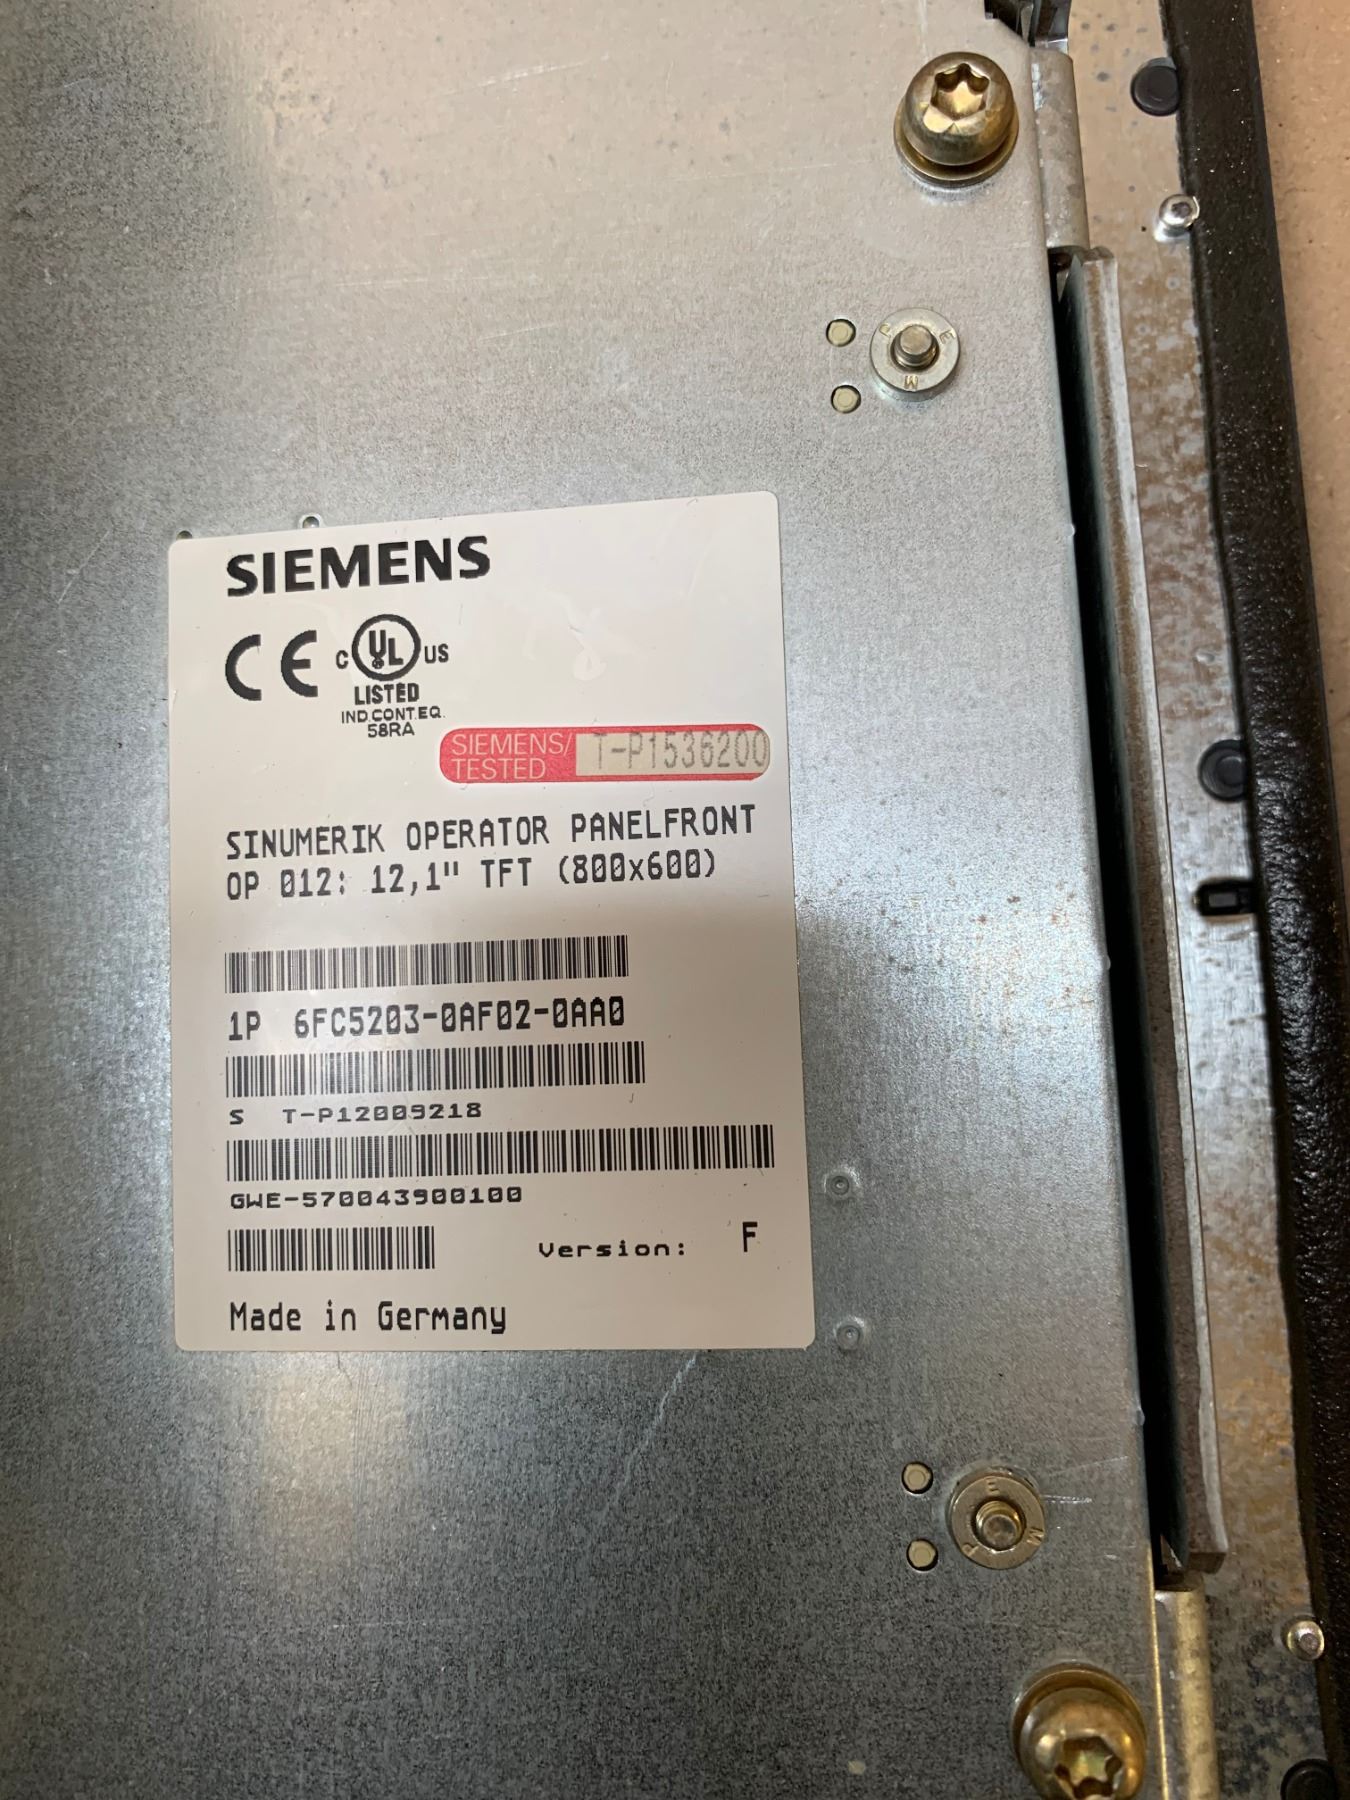 SIEMENS
CE C UL US
LISTED
IND.CONT.EQ.
58RA
SIEMENS/
TESTED
T-P1536200
SINUMERIK OPERATOR PANELFRONT
OP 012: 12,1" TFT (800x600)
1P 6FC5203-0AF02-0AA0
S T-P12009218
GWE-570043900100
Version: F
Made in Germany
P E M
P E M